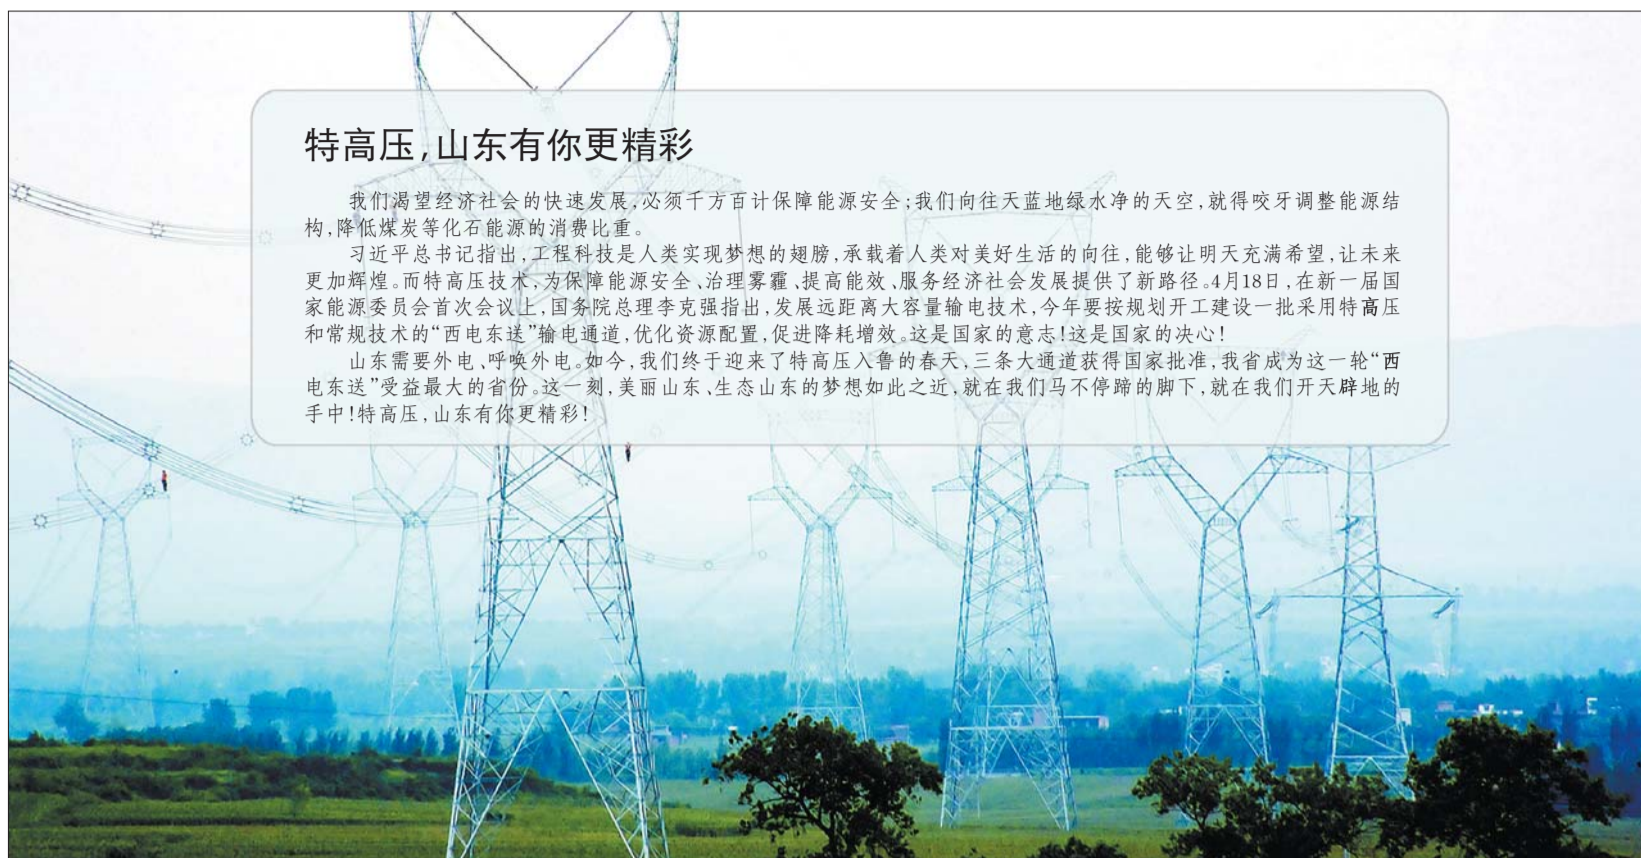 特高压,山东有你更精彩
我们渴望经济社会的快速发展,必须千方百计保障能源安全;我们向往天蓝地绿水净的天空,就得咬牙调整能源结
构,降低煤炭等化石能源的消费比重。
习近平总书记指出,工程科技是人类实现梦想的翅膀,承载着人类对美好生活的向往,能够让明天充满希望,让未来
更加辉煌。而特高压技术,为保障能源安全、治理雾霾、提高能效、服务经济社会发展提供了新路径。4月18日,在新一届国
家能源委员会首次会议上,国务院总理李克强指出,发展远距离大容量输电技术,今年要按规划开工建设一批采用特高压
和常规技术的“西电东送”输电通道,优化资源配置,促进降耗增效。这是国家的意志!这是国家的决心!
山东需要外电、呼唤外电。如今,我们终于迎来了特高压入鲁的春天,三条大通道获得国家批准,我省成为这一轮“西
电东送”受益最大的省份。这一刻,美丽山东、生态山东的梦想如此之近,就在我们马不停蹄的脚下,就在我们开天辟地的
手中!特高压,山东有你更精彩!